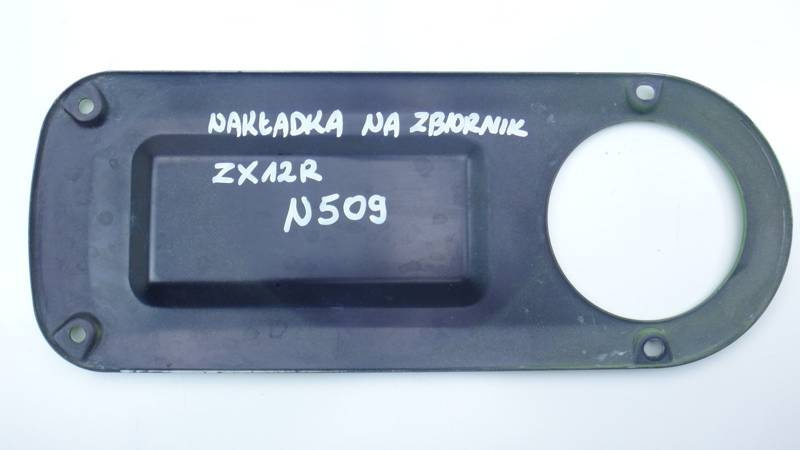 NAKŁADKA NA ZBIORNIK
ZX12R
N509